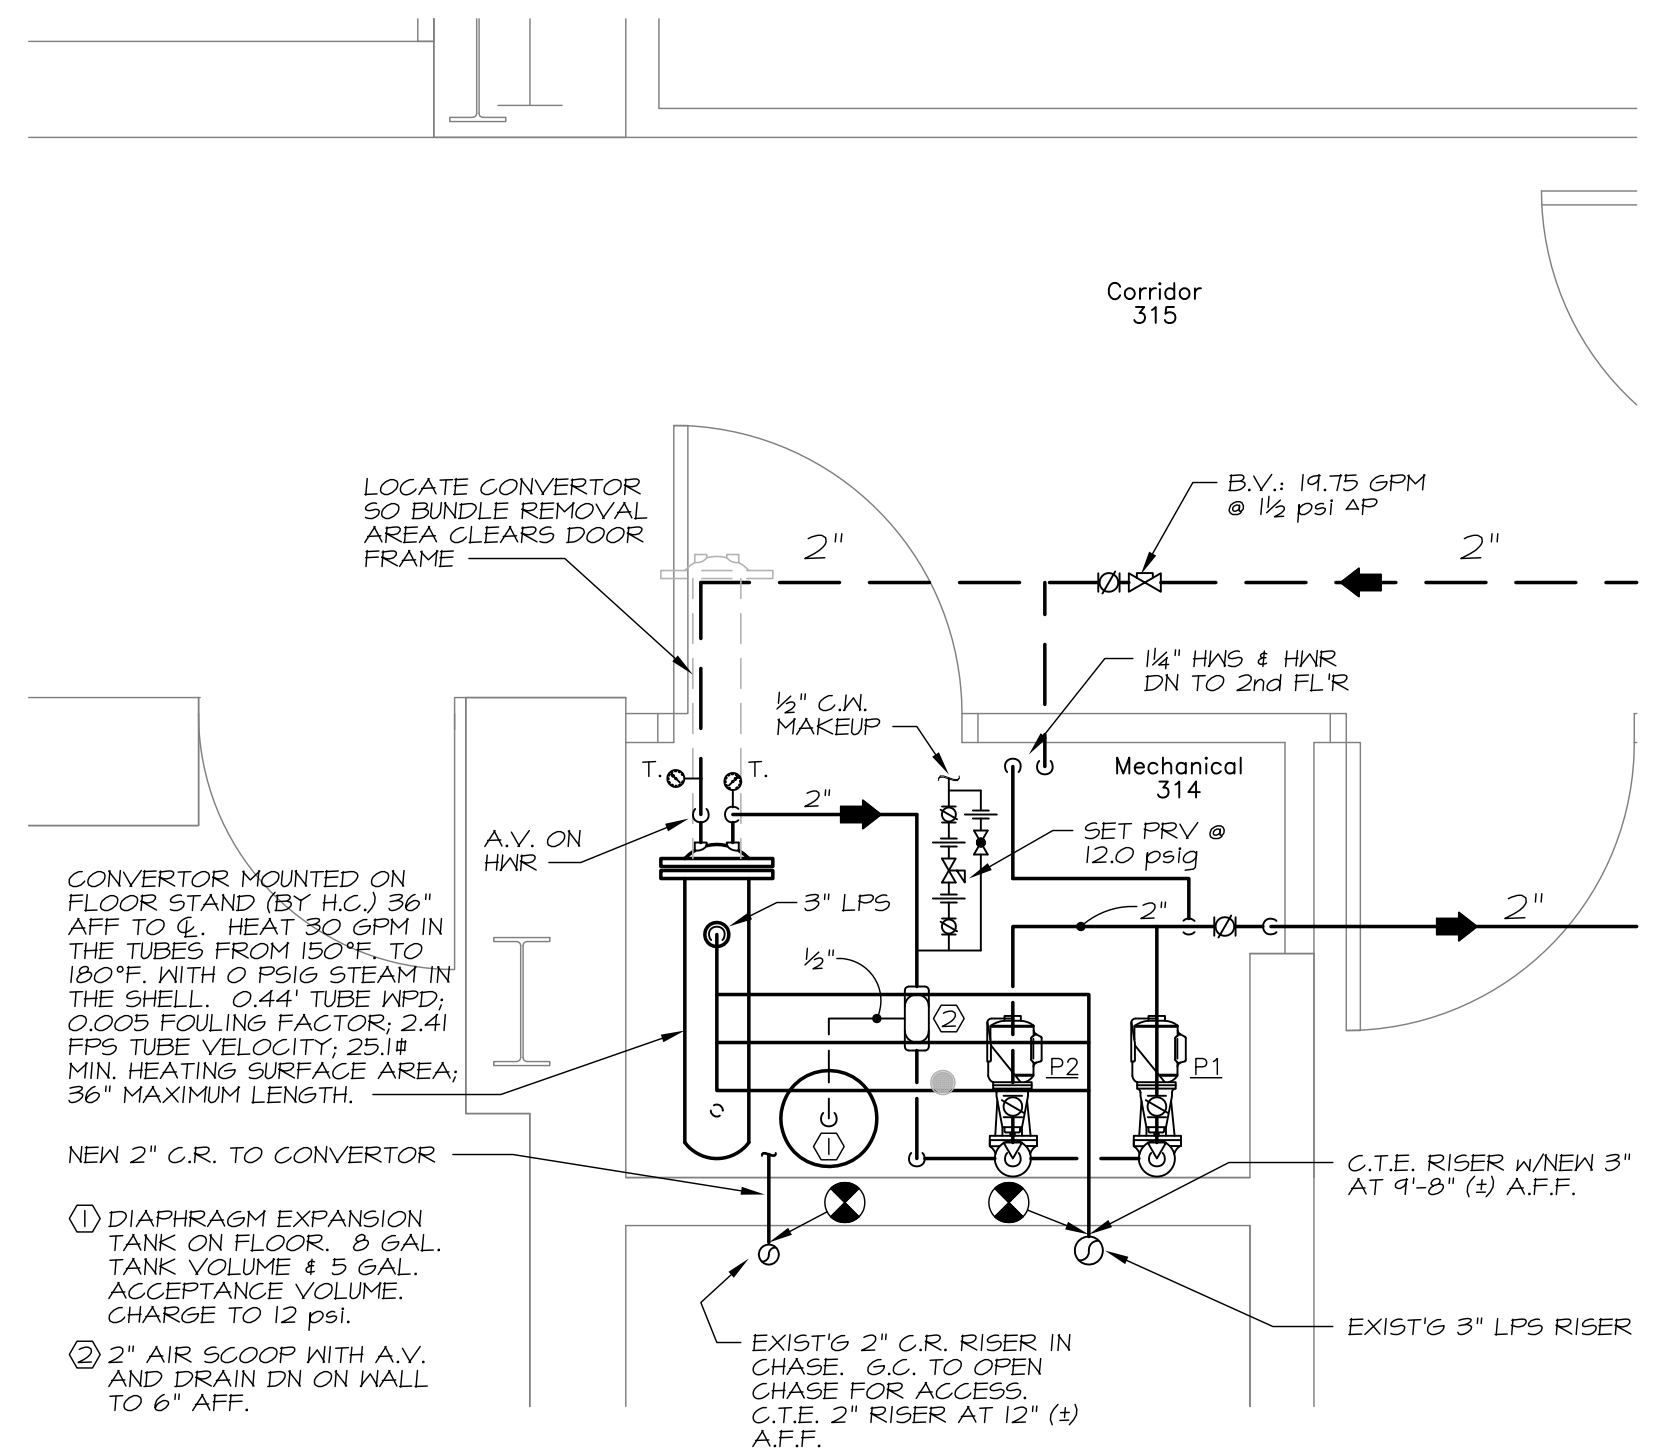 Corridor
315
LOCATE CONVERTOR
SO BUNDLE REMOVAL
AREA CLEARS DOOR
FRAME
2"
B.V.: 19.75 GPM
@ 1½ psi ΔP
2"
1¼" HWS & HWR
DN TO 2nd FL'R
½" C.W.
MAKEUP
T.
T.
Mechanical
314
2"
A.V. ON
HWR
SET PRV @
12.0 psig
3" LPS
2"
2"
½"
2
P2
P1
1
CONVERTOR MOUNTED ON
FLOOR STAND (BY H.C.) 36"
AFF TO ℄. HEAT 30 GPM IN
THE TUBES FROM 150°F. TO
180°F. WITH 0 PSIG STEAM IN
THE SHELL. 0.44' TUBE WPD;
0.005 FOULING FACTOR; 2.41
FPS TUBE VELOCITY; 25.1⏀
MIN. HEATING SURFACE AREA;
36" MAXIMUM LENGTH.
NEW 2" C.R. TO CONVERTOR
1 DIAPHRAGM EXPANSION
TANK ON FLOOR. 8 GAL.
TANK VOLUME & 5 GAL.
ACCEPTANCE VOLUME.
CHARGE TO 12 psi.
2 2" AIR SCOOP WITH A.V.
AND DRAIN DN ON WALL
TO 6" AFF.
C.T.E. RISER w/NEW 3"
AT 9'-8" (±) A.F.F.
EXIST'G 3" LPS RISER
EXIST'G 2" C.R. RISER IN
CHASE. G.C. TO OPEN
CHASE FOR ACCESS.
C.T.E. 2" RISER AT 12" (±)
A.F.F.